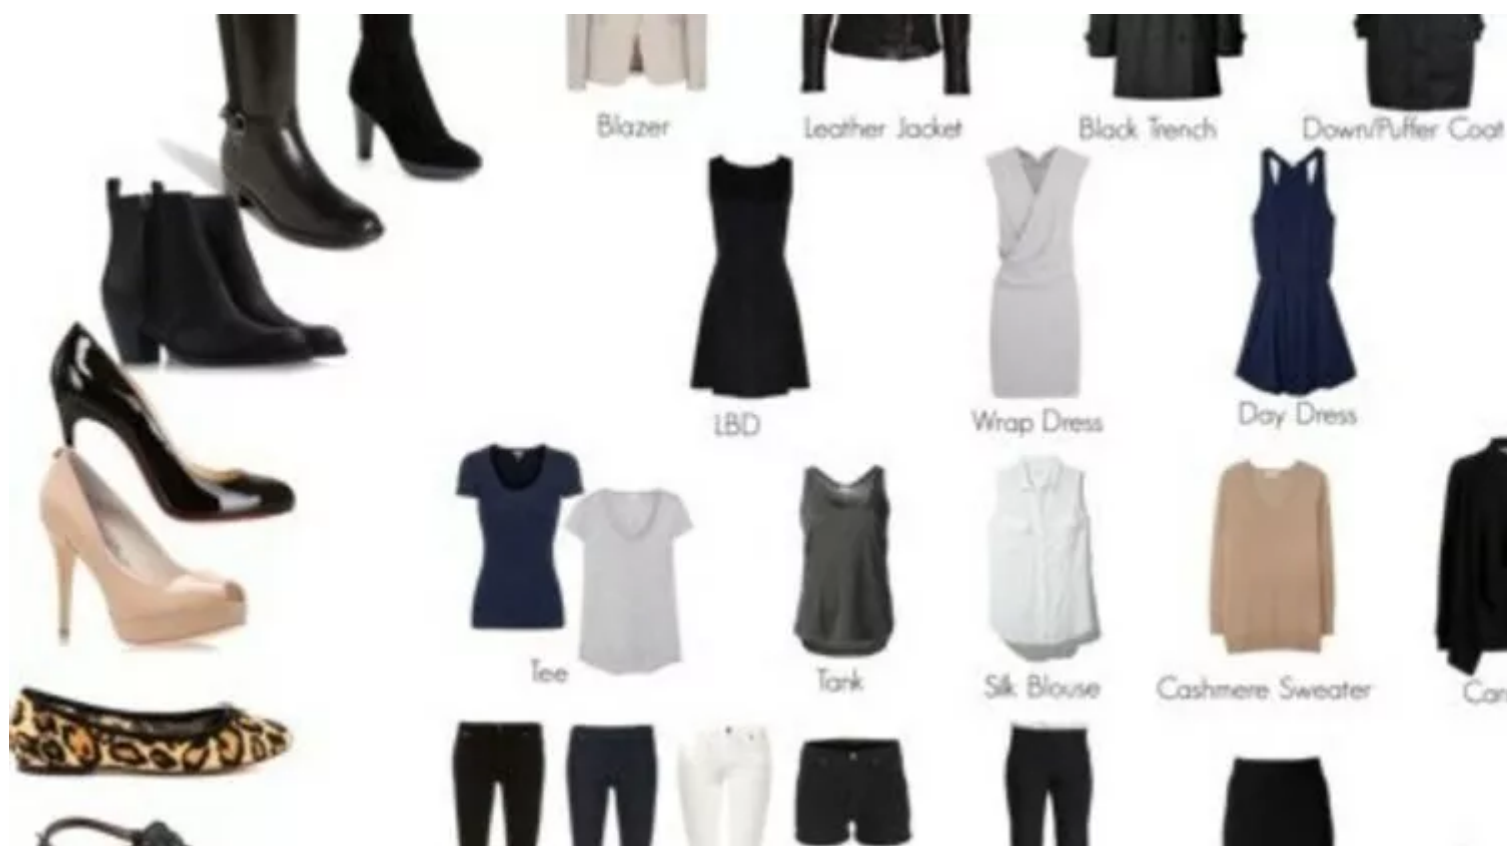 Blazer
Leather Jacket
Black Trench
Down/Puffer Coat
LBD
Wrap Dress
Day Dress
Tee
Tank
Silk Blouse
Cashmere Sweater
Car